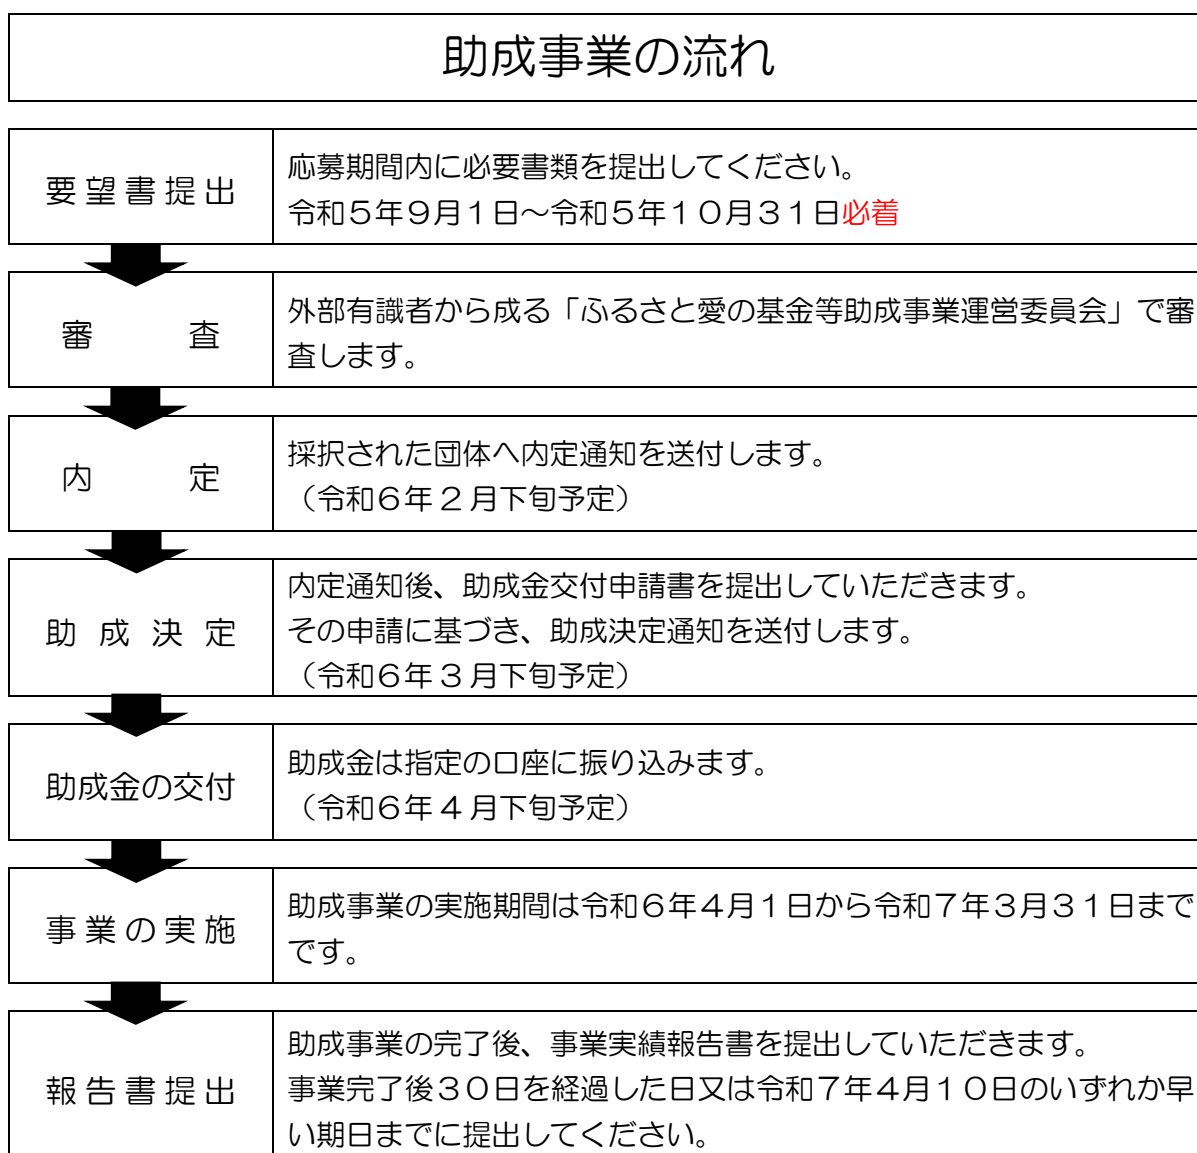 助成事業の流れ
要望書提出
応募期間内に必要書類を提出してください。
令和５年９月１日～令和５年１０月３１日必着
審査
外部有識者から成る「ふるさと愛の基金等助成事業運営委員会」で審
査します。
内定
採択された団体へ内定通知を送付します。
（令和６年２月下旬予定）
助成決定
内定通知後、助成金交付申請書を提出していただきます。
その申請に基づき、助成決定通知を送付します。
（令和６年３月下旬予定）
助成金の交付
助成金は指定の口座に振り込みます。
（令和６年４月下旬予定）
事業の実施
助成事業の実施期間は令和６年４月１日から令和７年３月３１日まで
です。
報告書提出
助成事業の完了後、事業実績報告書を提出していただきます。
事業完了後３０日を経過した日又は令和７年４月１０日のいずれか早
い期日までに提出してください。